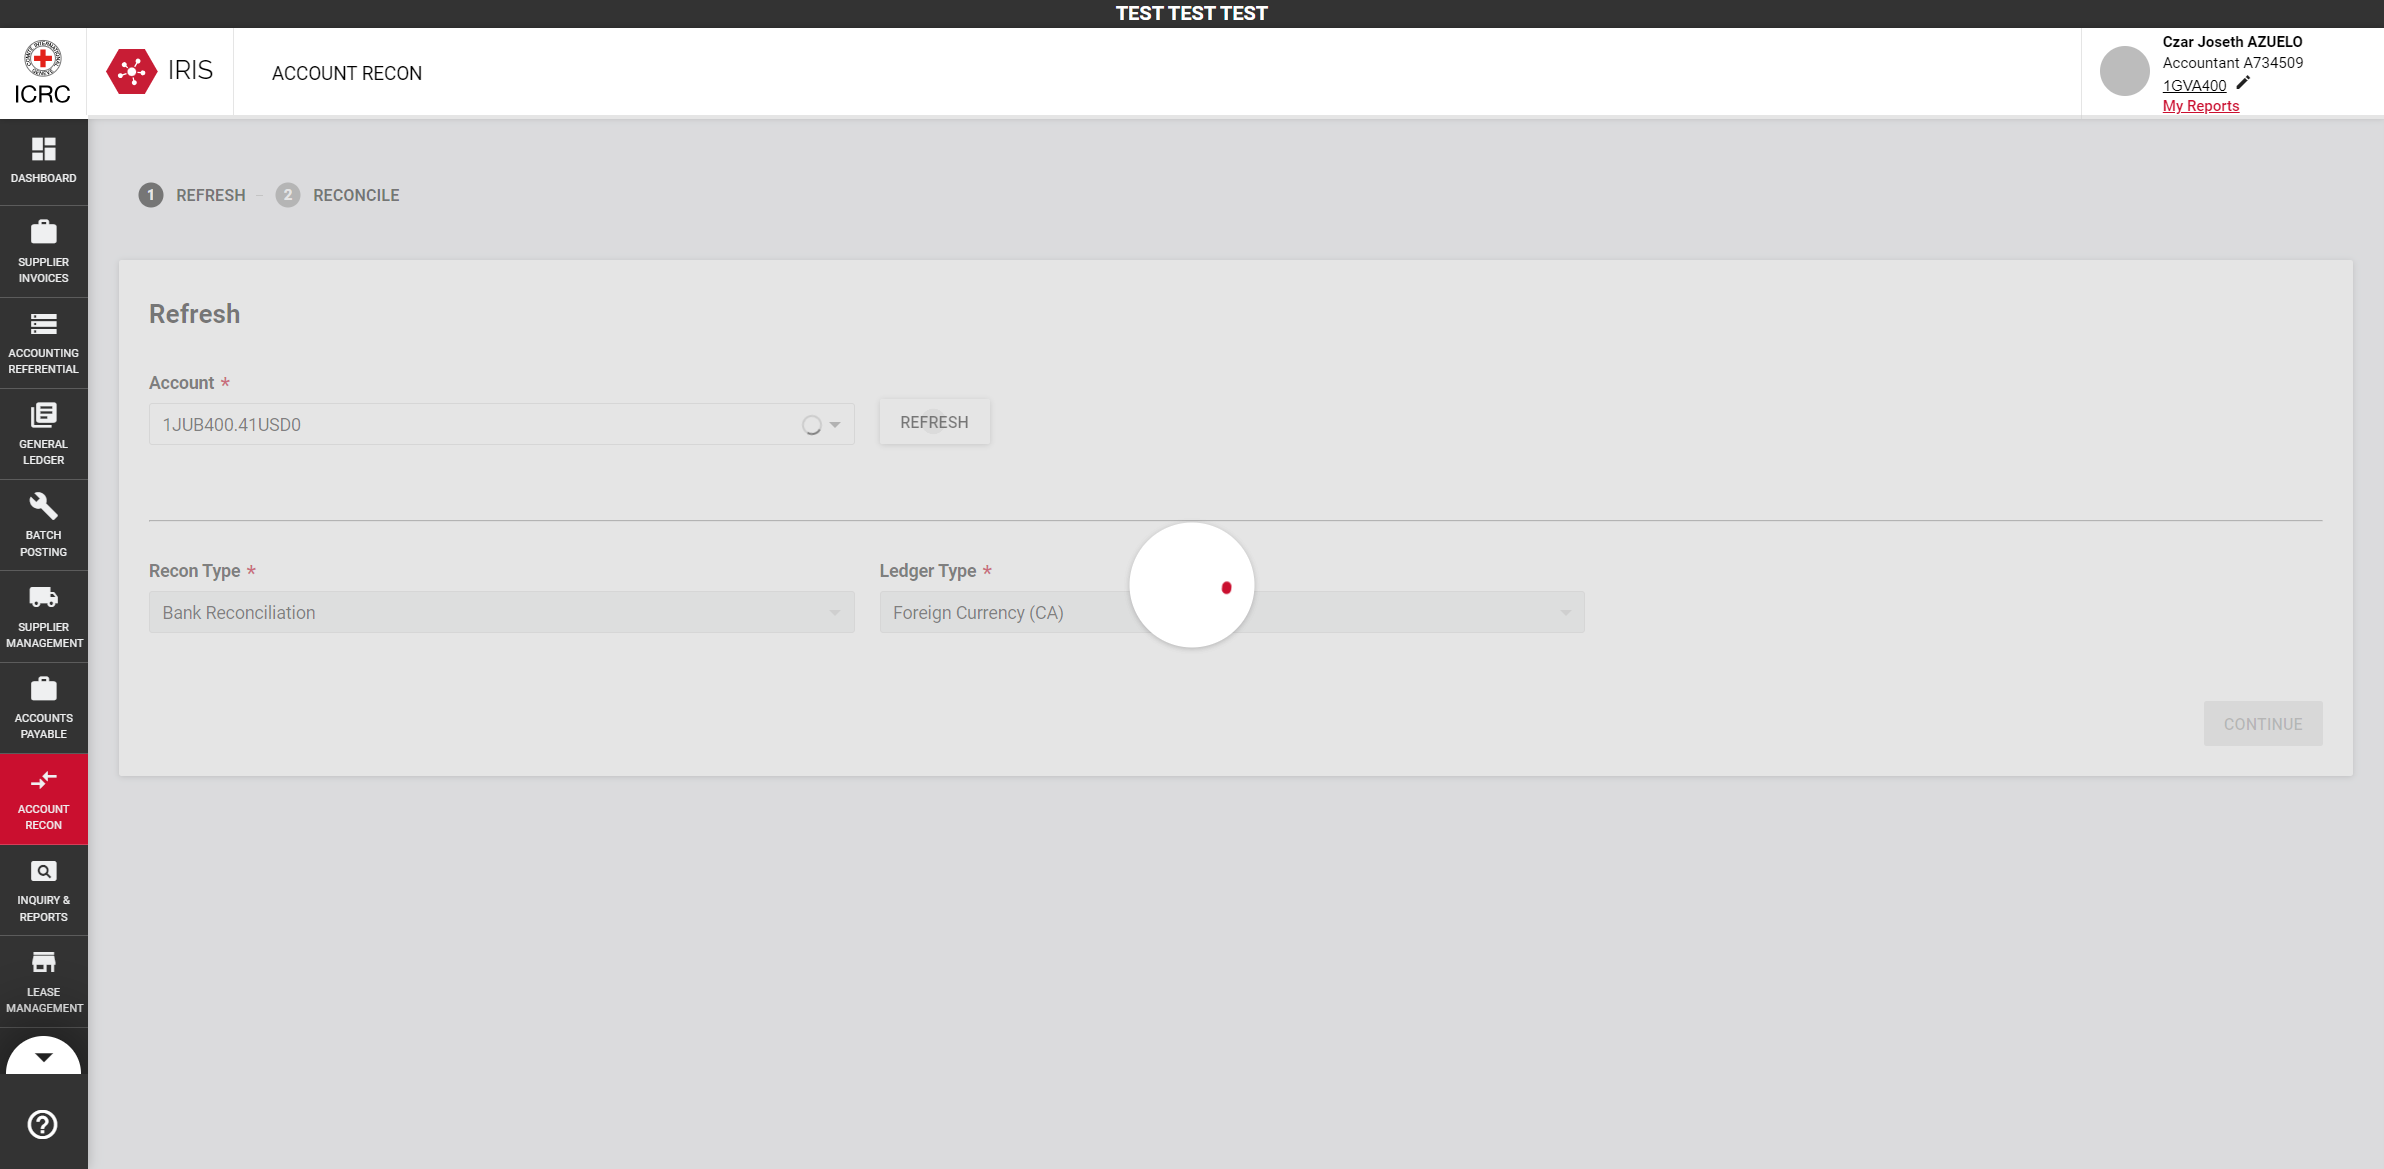 TEST TEST TEST
ICRC
IRIS
ACCOUNT RECON
Czar Joseth AZUELO
Accountant A734509
1GVA400
My Reports
DASHBOARD
SUPPLIER
INVOICES
ACCOUNTING
REFERENTIAL
GENERAL
LEDGER
BATCH
POSTING
SUPPLIER
MANAGEMENT
ACCOUNTS
PAYABLE
ACCOUNT
RECON
INQUIRY &
REPORTS
LEASE
MANAGEMENT
1 REFRESH – 2 RECONCILE
Refresh
Account *
1JUB400.41USD0
REFRESH
Recon Type *
Ledger Type *
Bank Reconciliation
Foreign Currency (CA)
CONTINUE